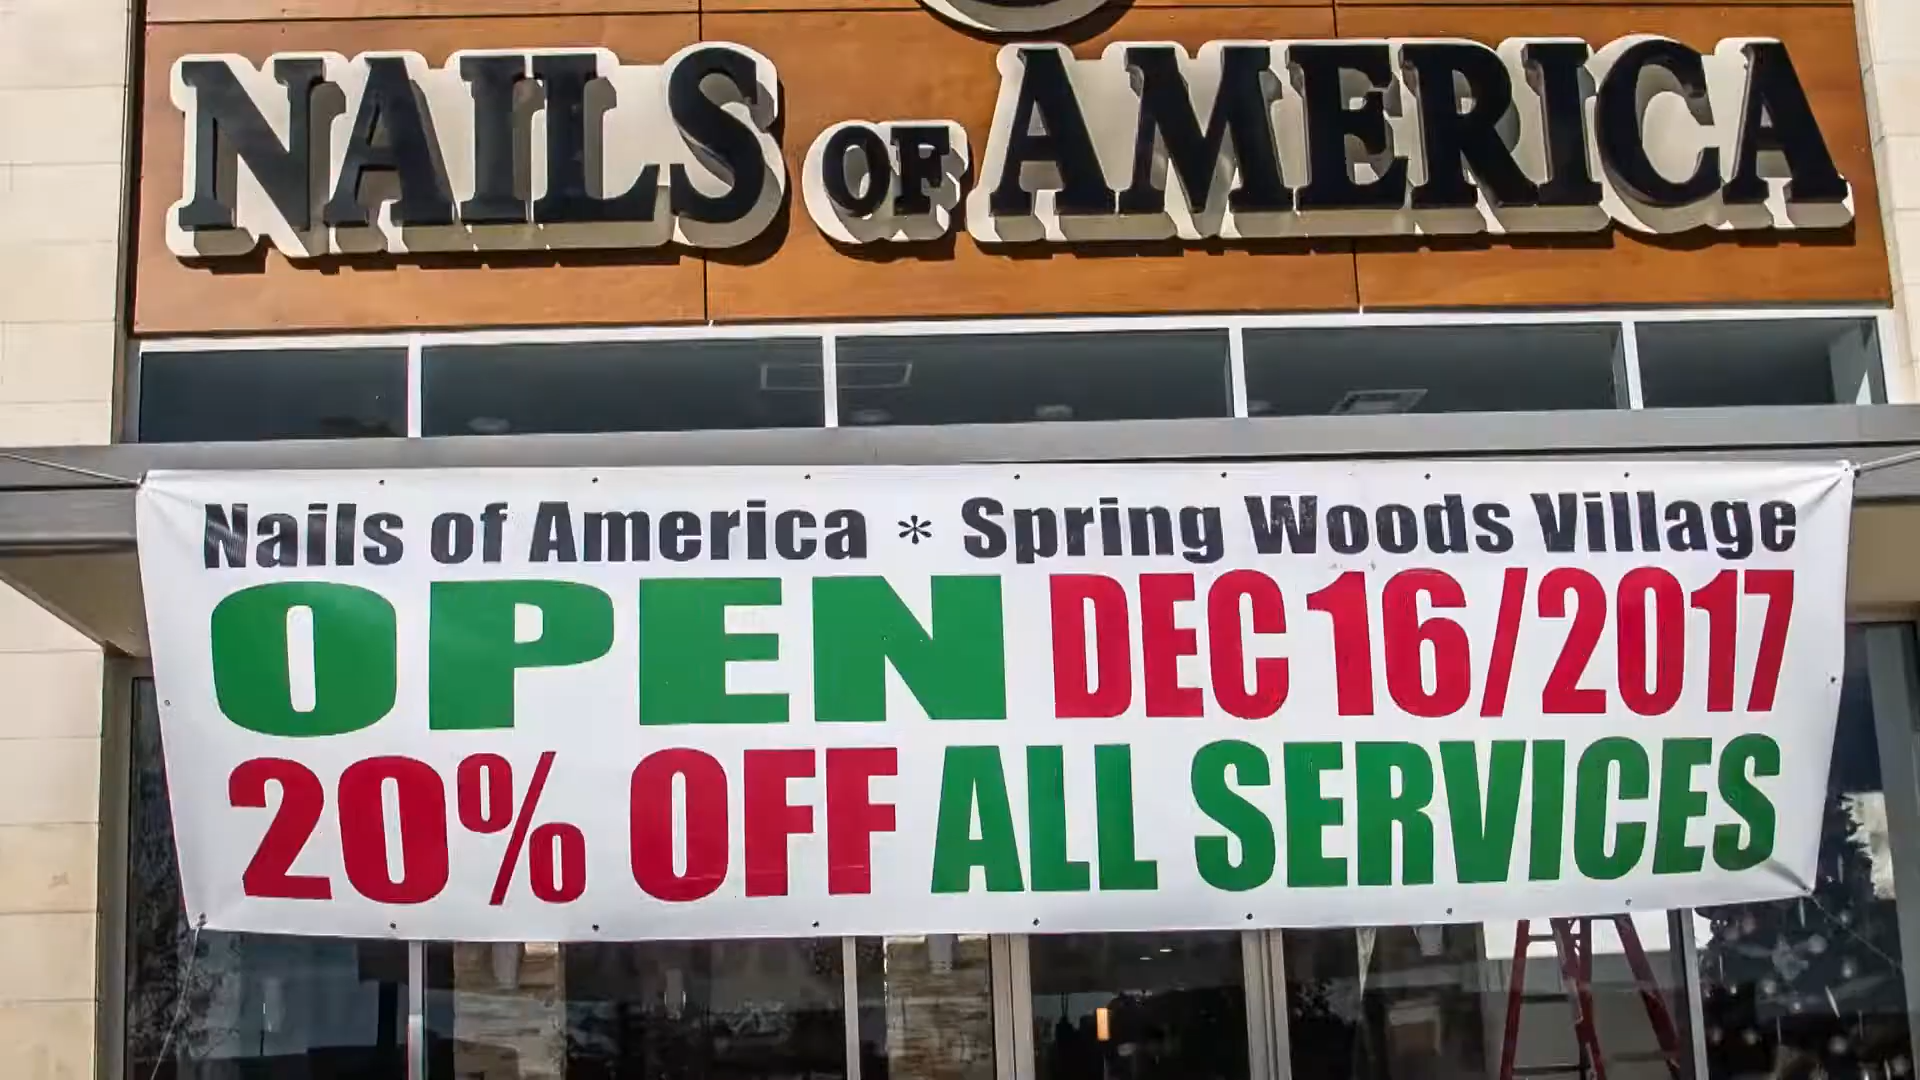 NAILS OF AMERICA
Nails of America * Spring Woods Village
OPEN DEC 16/2017
20% OFF ALL SERVICES